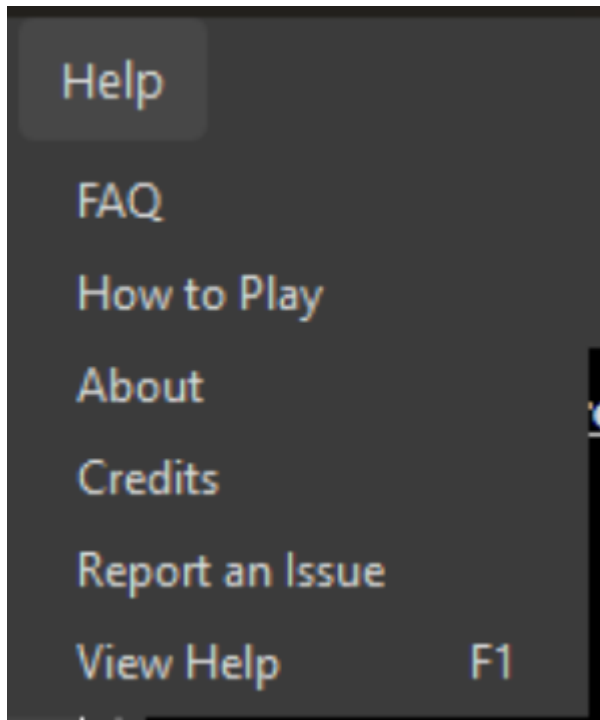 Help
FAQ
How to Play
About
Credits
Report an Issue
View Help F1